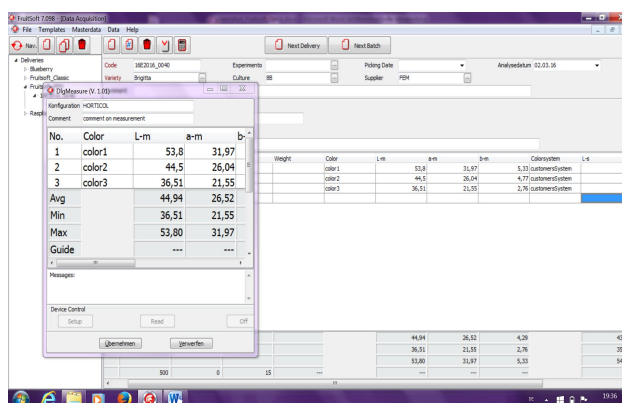 FruitSoft 7.098 - [Data Acquisition]
File Templates Masterdata Data Help
Nav. Next Delivery Next Batch
Deliveries
Blueberry
Fruitsoft_Classic
Code 16E2016_0040 Experimento Picking Date Analysedatum 02.03.16
Variety Brigitta Culture BB Supplier FEM
DigMeasure (V. 1.01)
Konfiguration HORTICOL
Comment comment on measurement
No. Color L-m a-m b-
1 color1 53,8 31,97
2 color2 44,5 26,04
3 color3 36,51 21,55
Avg 44,94 26,52
Min 36,51 21,55
Max 53,80 31,97
Guide --- ---
Messages:
Device Control
Setup Read Off
Übernehmen Verwerfen
Weight Color L-m a-m b-m Colorsystem L-s
color1 53,8 31,97 5,33 customersSystem
color2 44,5 26,04 4,77 customersSystem
color3 36,51 21,55 2,76 customersSystem
44,94 26,52 4,29 43
36,51 21,55 2,76 35
53,80 31,97 5,33 54
500 0 15 --- --- --- ---
19:36